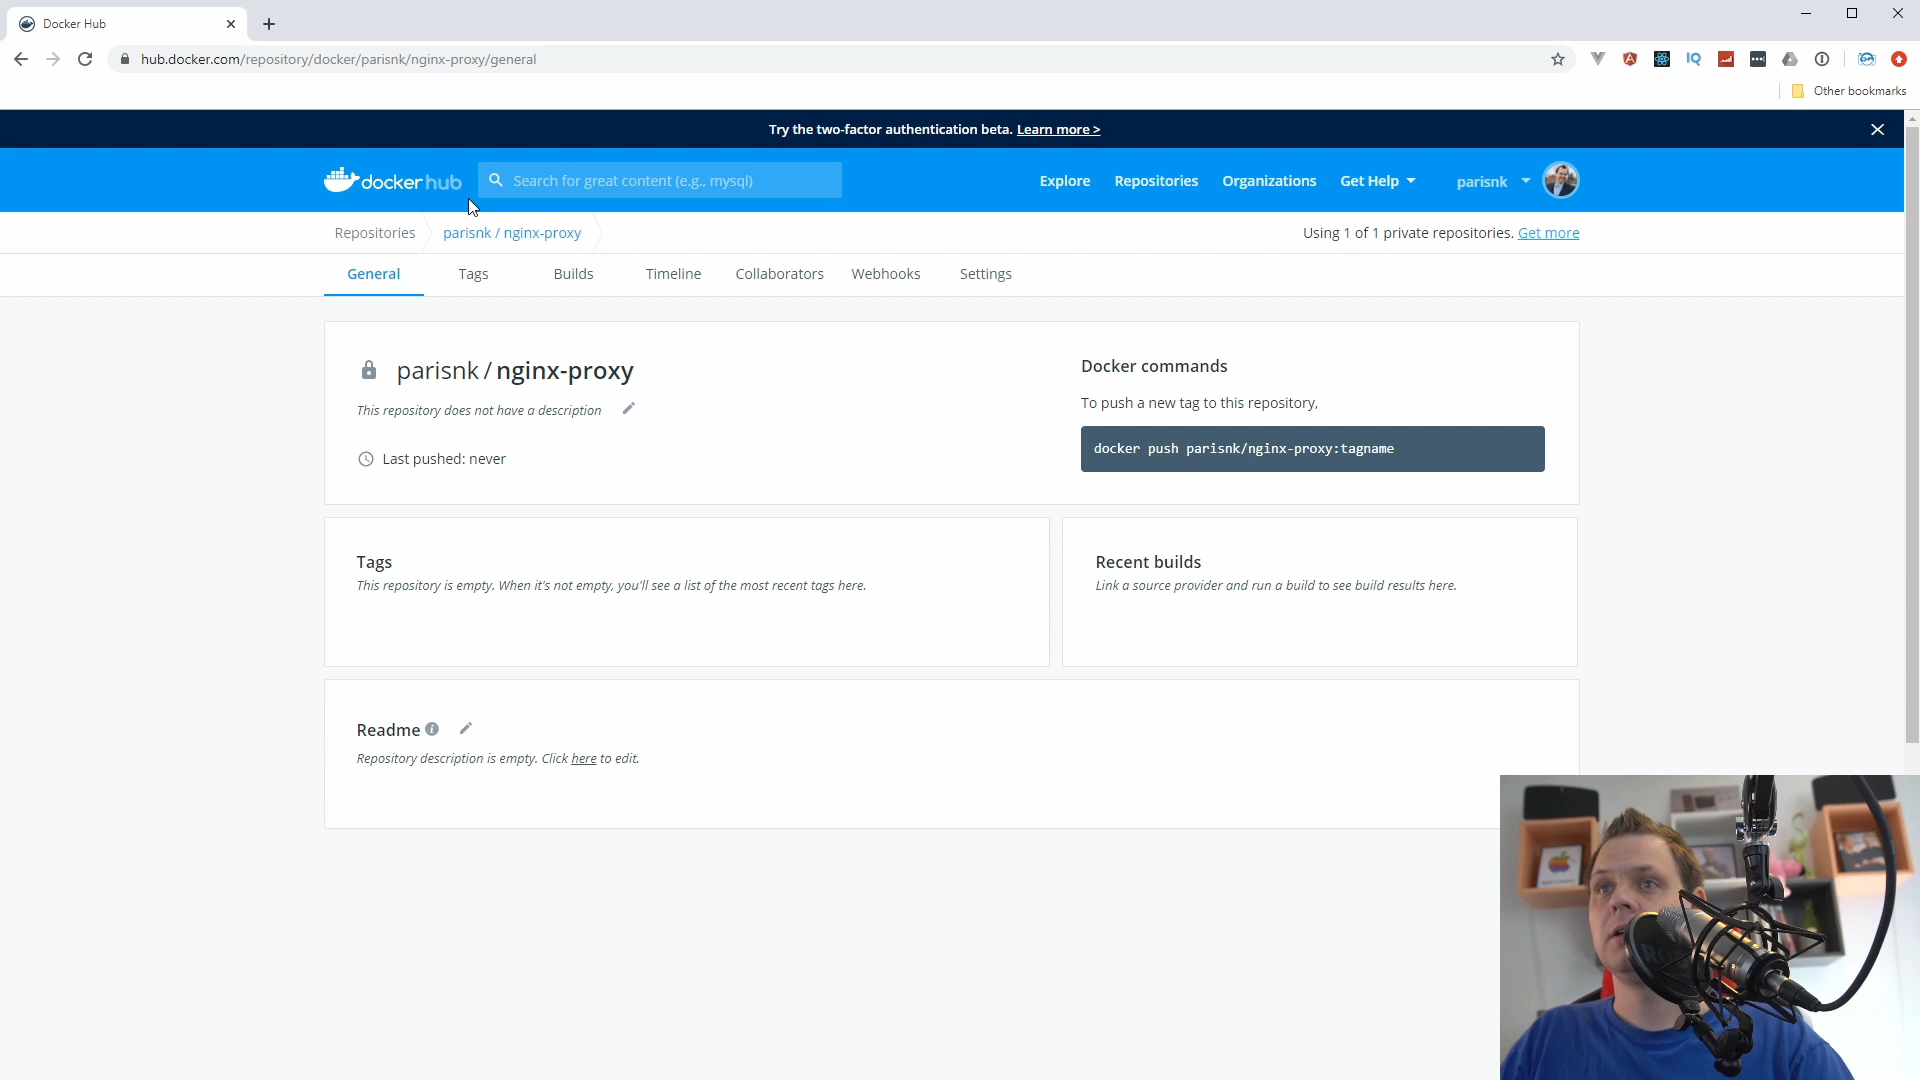 Docker Hub
hub.docker.com/repository/docker/parisnk/nginx-proxy/general
IQ
Other bookmarks
Try the two-factor authentication beta. Learn more >
docker hub
Search for great content (e.g., mysql)
Explore
Repositories
Organizations
Get Help
parisnk
Repositories
parisnk / nginx-proxy
Using 1 of 1 private repositories. Get more
General
Tags
Builds
Timeline
Collaborators
Webhooks
Settings
parisnk / nginx-proxy
This repository does not have a description
Last pushed: never
Docker commands
To push a new tag to this repository,
docker push parisnk/nginx-proxy:tagname
Tags
This repository is empty. When it's not empty, you'll see a list of the most recent tags here.
Recent builds
Link a source provider and run a build to see build results here.
Readme
Repository description is empty. Click here to edit.